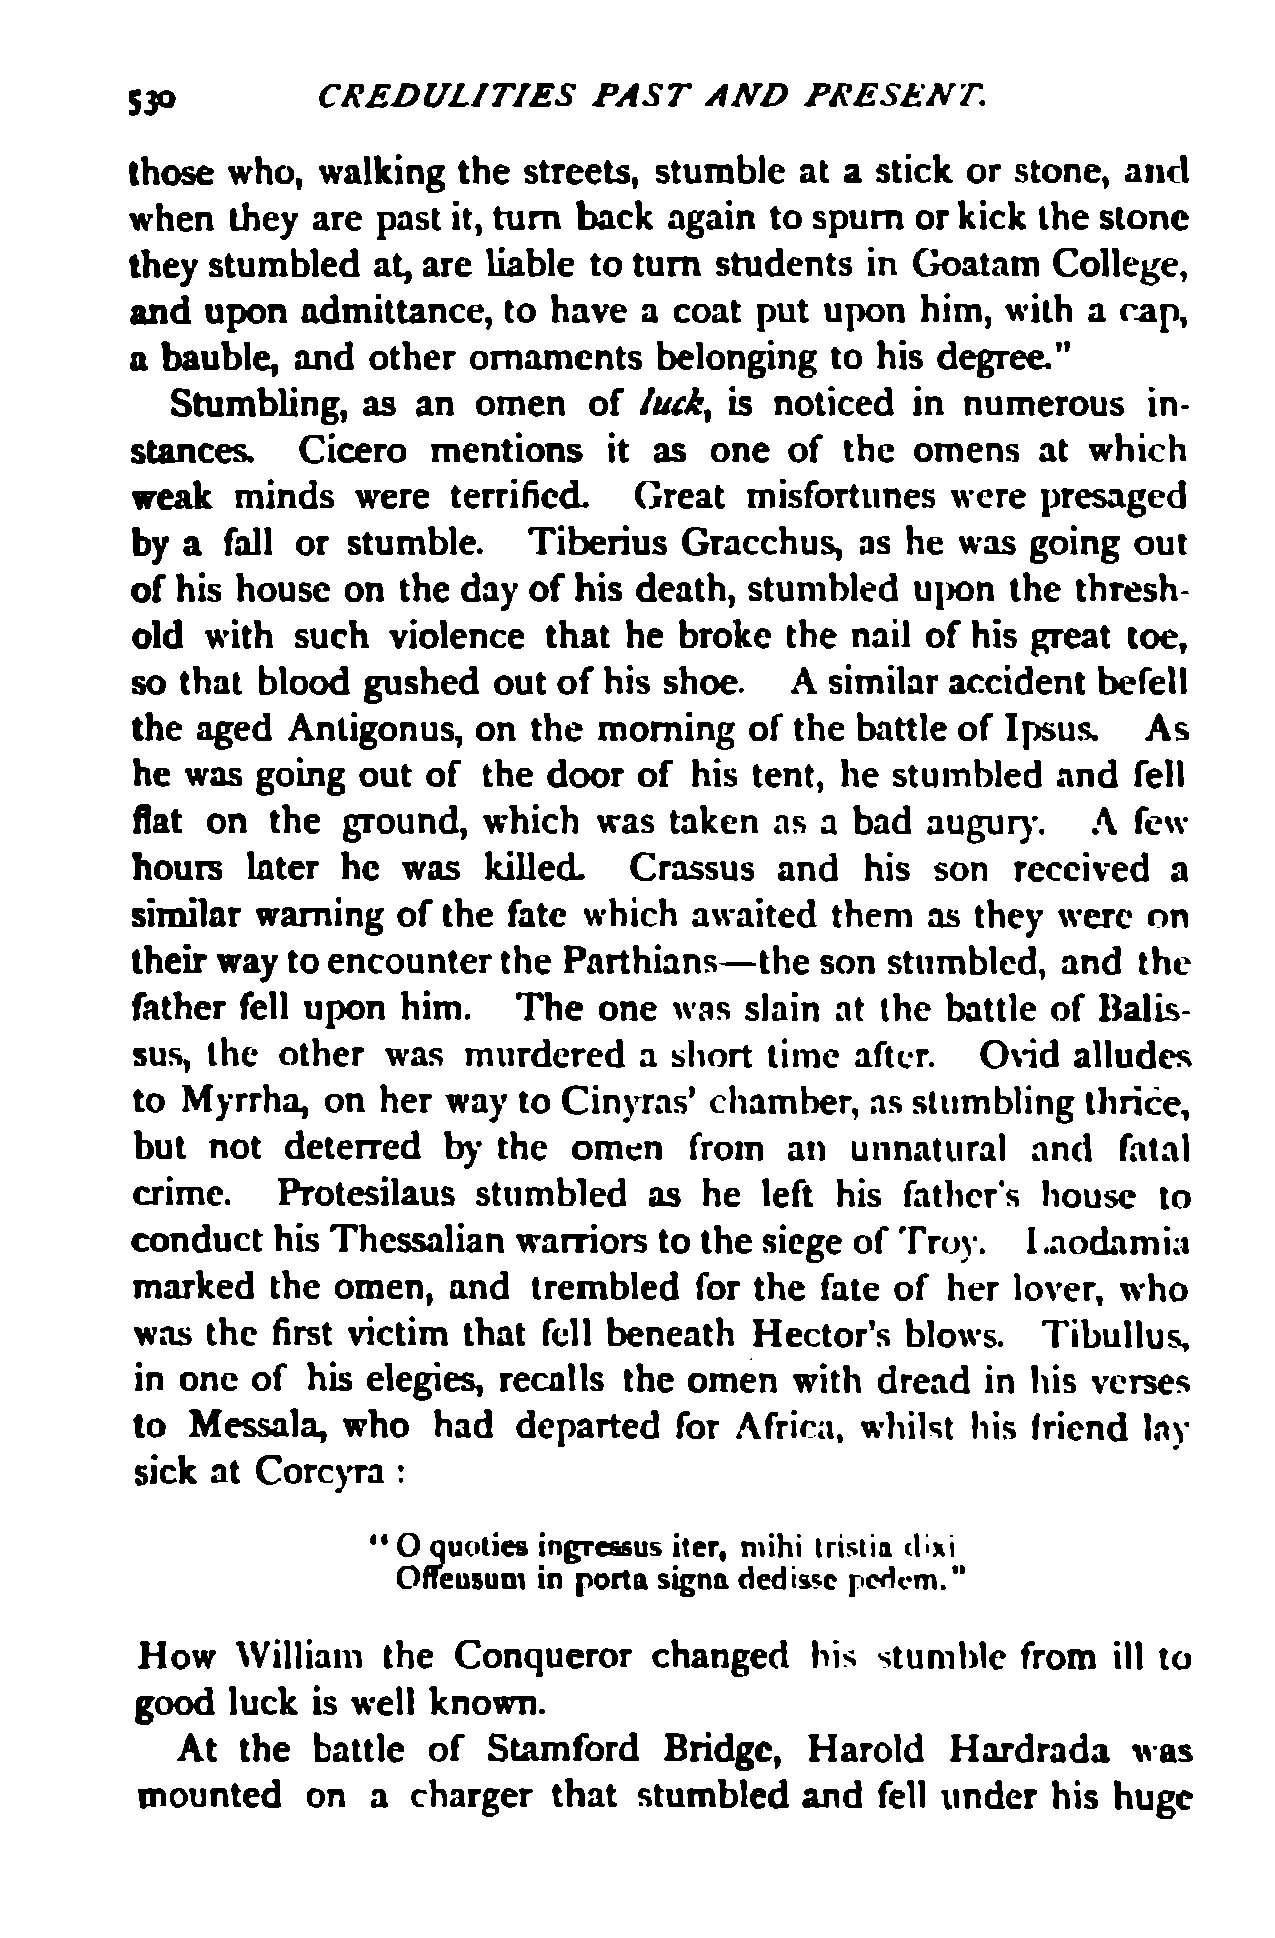 530 CREDULITIES PAST AND PRESENT.
those who, walking the streets, stumble at a stick or stone, and
when they are past it, turn back again to spurn or kick the stone
they stumbled at, are liable to turn students in Goatam College,
and upon admittance, to have a coat put upon him, with a cap,
a bauble, and other ornaments belonging to his degree."
Stumbling, as an omen of luck, is noticed in numerous in-
stances. Cicero mentions it as one of the omens at which
weak minds were terrified. Great misfortunes were presaged
by a fall or stumble. Tiberius Gracchus, as he was going out
of his house on the day of his death, stumbled upon the thresh-
old with such violence that he broke the nail of his great toe,
so that blood gushed out of his shoe. A similar accident befell
the aged Antigonus, on the morning of the battle of Ipsus. As
he was going out of the door of his tent, he stumbled and fell
flat on the ground, which was taken as a bad augury. A few
hours later he was killed. Crassus and his son received a
similar warning of the fate which awaited them as they were on
their way to encounter the Parthians—the son stumbled, and the
father fell upon him. The one was slain at the battle of Balis-
sus, the other was murdered a short time after. Ovid alludes
to Myrrha, on her way to Cinyras' chamber, as stumbling thrice,
but not deterred by the omen from an unnatural and fatal
crime. Protesilaus stumbled as he left his father's house to
conduct his Thessalian warriors to the siege of Troy. Laodamia
marked the omen, and trembled for the fate of her lover, who
was the first victim that fell beneath Hector's blows. Tibullus,
in one of his elegies, recalls the omen with dread in his verses
to Messala, who had departed for Africa, whilst his friend lay
sick at Corcyra :
" O quoties ingressus iter, mihi tristia dixi
Offeusum in porta signa dedisse pedem."
How William the Conqueror changed his stumble from ill to
good luck is well known.
At the battle of Stamford Bridge, Harold Hardrada was
mounted on a charger that stumbled and fell under his huge